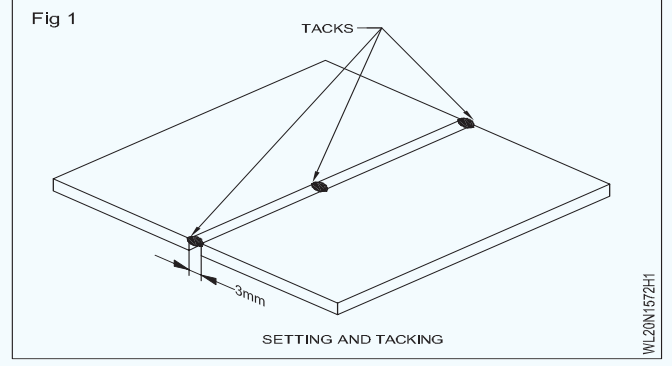 Fig 1
TACKS
3mm
SETTING AND TACKING
WL20N1572H1